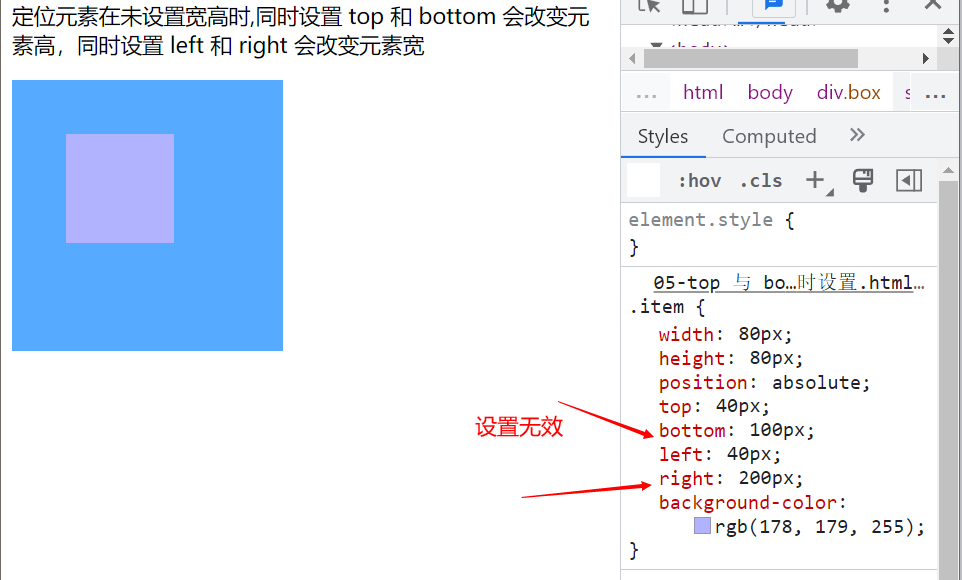 定位元素在未设置宽高时,同时设置 top 和 bottom 会改变元
素高，同时设置 left 和 right 会改变元素宽
... html body div.box s ...
Styles Computed »
:hov .cls +
element.style {
}
05-top 与 bo…时设置.html…
.item {
width: 80px;
height: 80px;
position: absolute;
top: 40px;
bottom: 100px;
设置无效
left: 40px;
right: 200px;
background-color:
rgb(178, 179, 255);
}